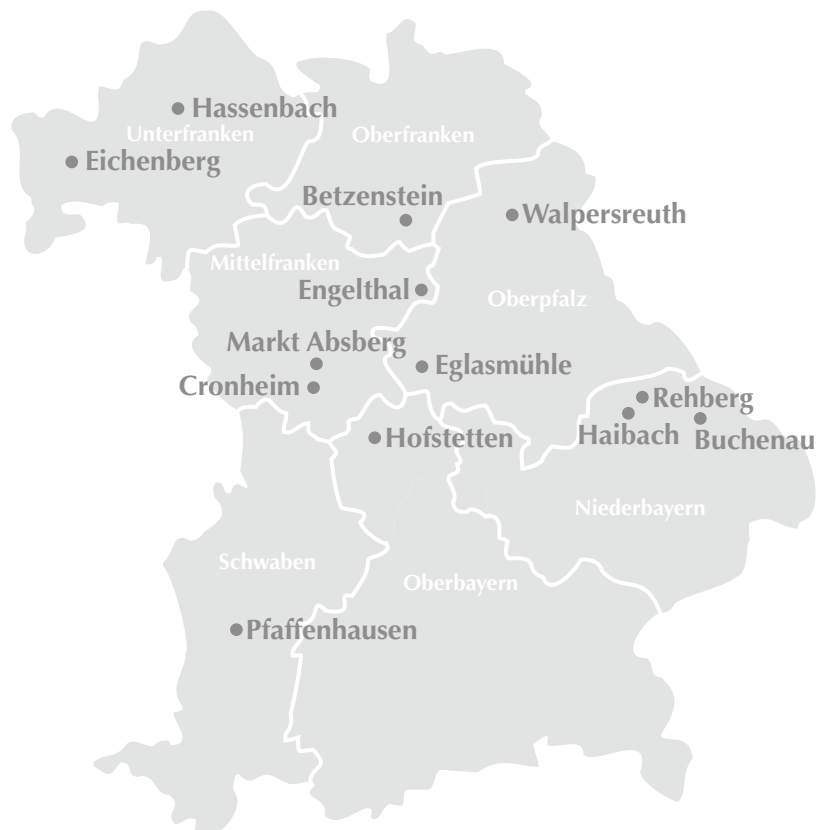 Hassenbach
Unterfranken
Oberfranken
Eichenberg
Betzenstein
Walpersreuth
Mittelfranken
Engelthal
Oberpfalz
Markt Absberg
Eglasmühle
Cronheim
Rehberg
Haibach
Buchenau
Hofstetten
Niederbayern
Schwaben
Oberbayern
Pfaffenhausen